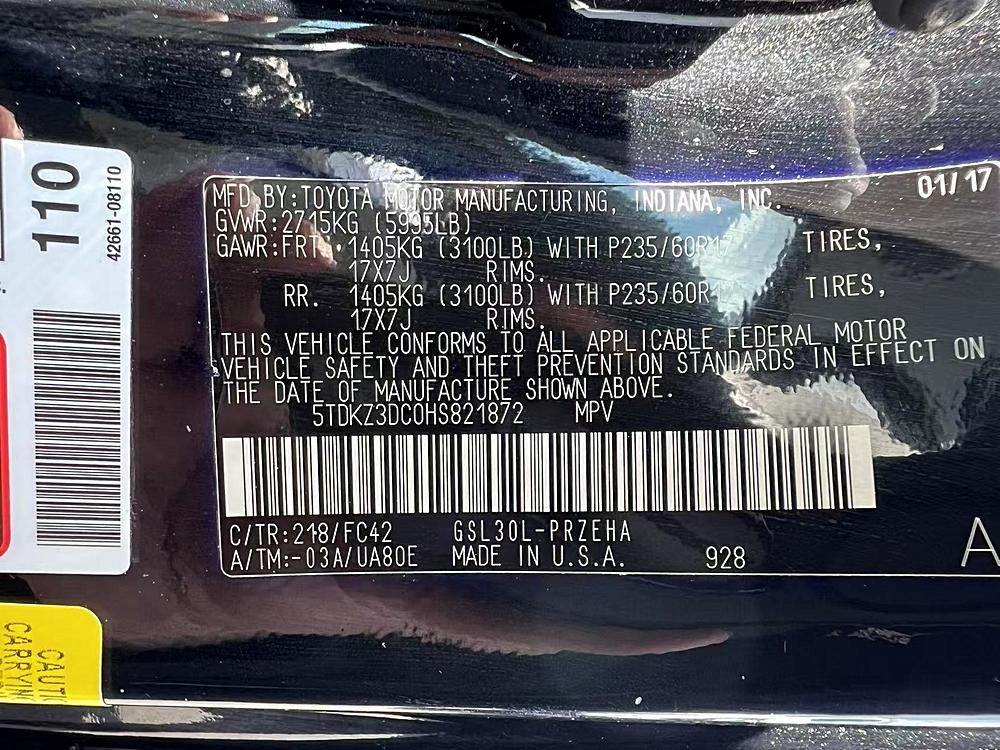 110
42661-08110
01/17
MFD. BY: TOYOTA MOTOR MANUFACTURING, INDIANA, INC.
GVWR: 2715KG (5995LB)
GAWR: FRT. 1405KG (3100LB) WITH P235/60R17 TIRES,
17X7J RIMS.
RR. 1405KG (3100LB) WITH P235/60R17 TIRES,
17X7J RIMS.
THIS VEHICLE CONFORMS TO ALL APPLICABLE FEDERAL MOTOR
VEHICLE SAFETY AND THEFT PREVENTION STANDARDS IN EFFECT ON
THE DATE OF MANUFACTURE SHOWN ABOVE.
5TDKZ3DC0HS821872 MPV
C/TR: 218/FC42 GSL30L-PRZEHA
A/TM:-03A/UA80E MADE IN U.S.A. 928
A
CAUTI
CARRYIN